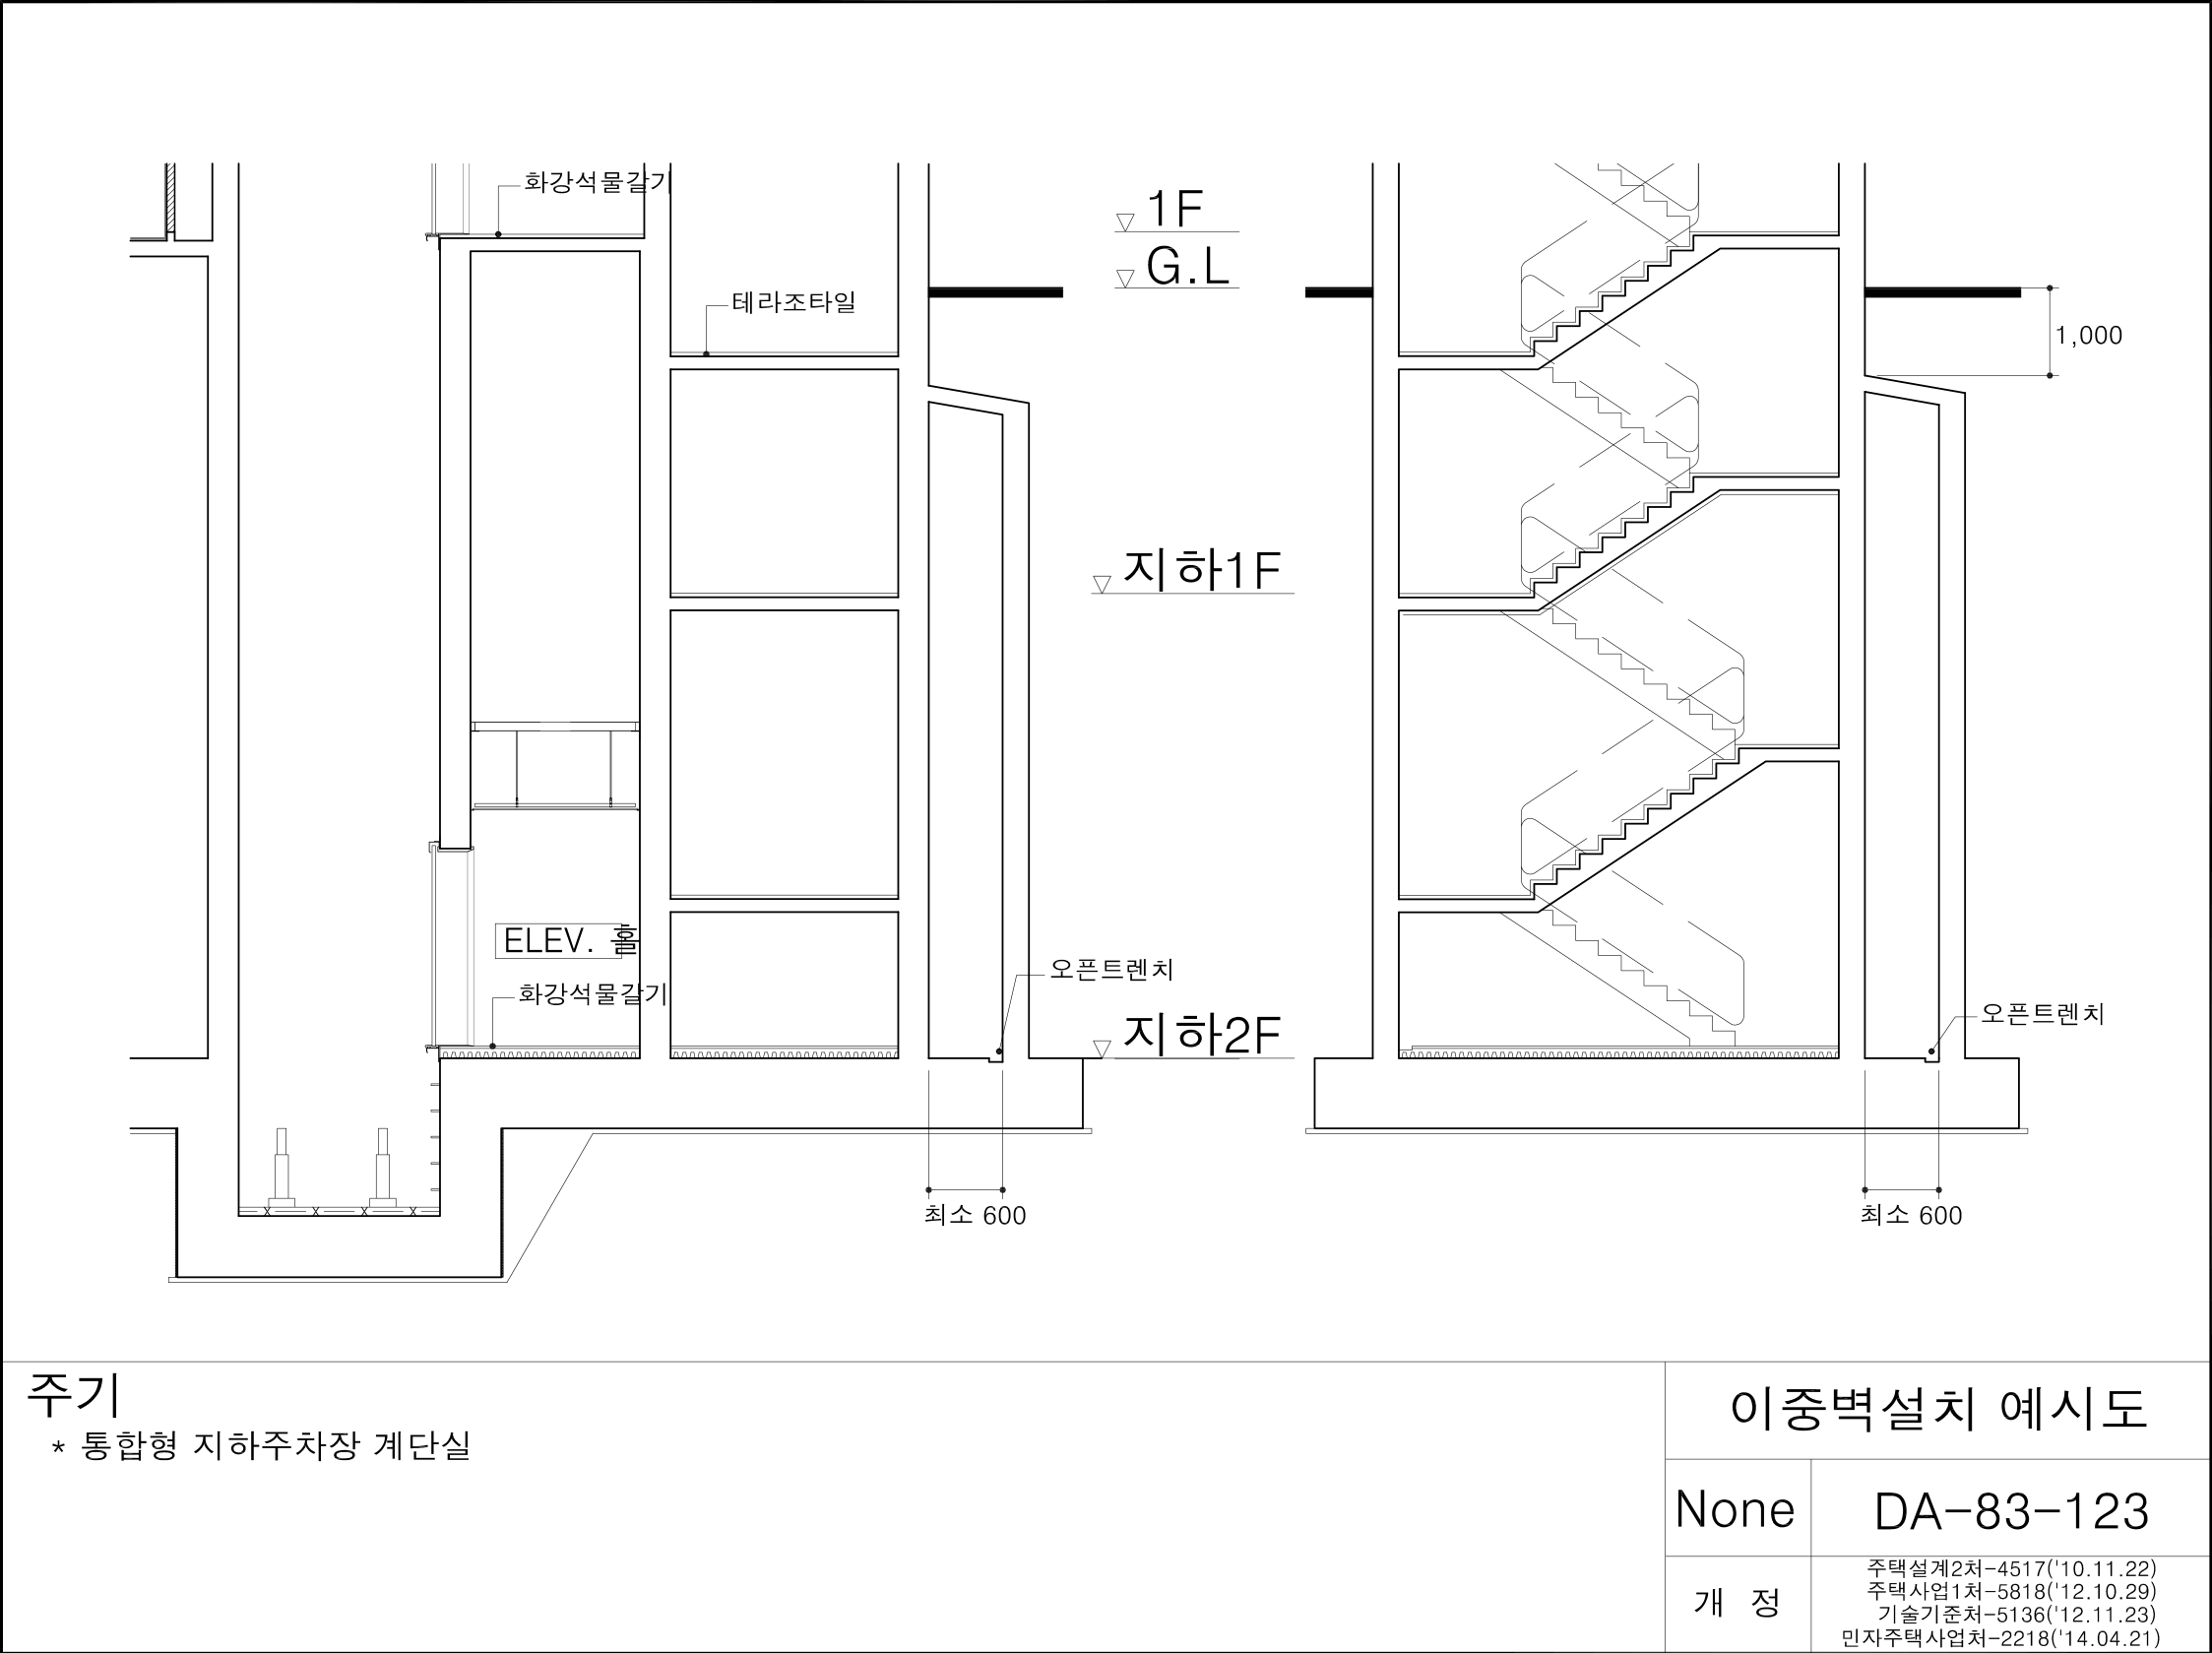 화강석물갈기
1F
G.L
테라조타일
1,000
지하1F
ELEV. 홀
화강석물갈기
오픈트렌치
지하2F
오픈트렌치
최소 600
최소 600
주기
* 통합형 지하주차장 계단실
이중벽설치 예시도
None
DA-83-123
개 정
주택설계2처-4517('10.11.22)
주택사업1처-5818('12.10.29)
기술기준처-5136('12.11.23)
민자주택사업처-2218('14.04.21)